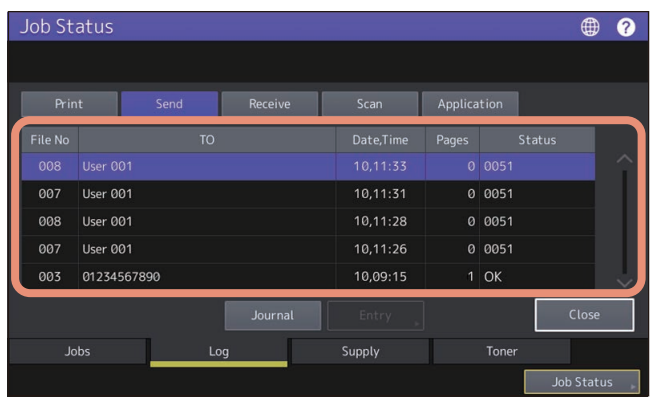 Job Status
?
Print Send Receive Scan Application
File No TO Date,Time Pages Status
008 User 001 10,11:33 0 0051
007 User 001 10,11:31 0 0051
008 User 001 10,11:28 0 0051
007 User 001 10,11:26 0 0051
003 01234567890 10,09:15 1 OK
Journal Entry Close
Jobs Log Supply Toner
Job Status